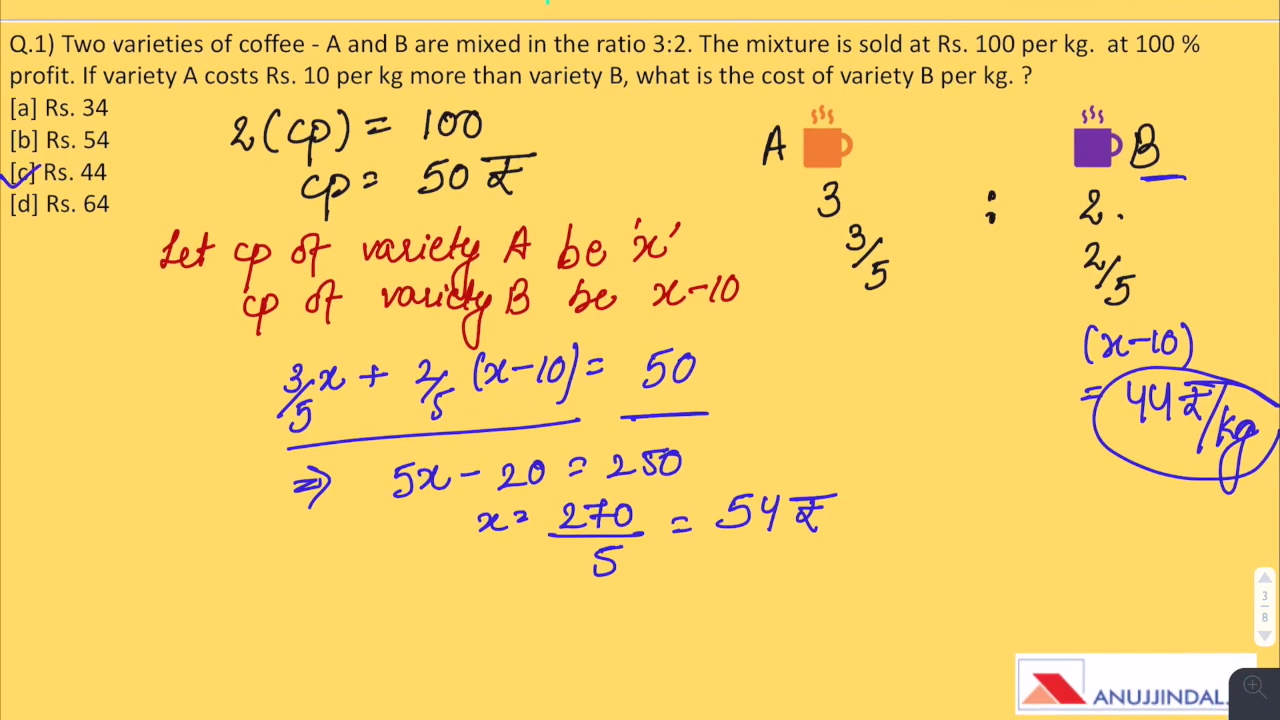 Q.1) Two varieties of coffee - A and B are mixed in the ratio 3:2. The mixture is sold at Rs. 100 per kg. at 100 %
profit. If variety A costs Rs. 10 per kg more than variety B, what is the cost of variety B per kg. ?
[a] Rs. 34
[b] Rs. 54
[c] Rs. 44
[d] Rs. 64
2(cp) = 100
cp = 50 ₹
A
B
3 : 2.
3/5
2/5
Let cp of variety A be 'x'
cp of variety B be x-10
3/5 x + 2/5 (x-10) = 50
(x-10)
= 44 ₹/kg
⇒ 5x - 20 = 250
x = 270/5 = 54 ₹
3
8
ANUJJINDAL.